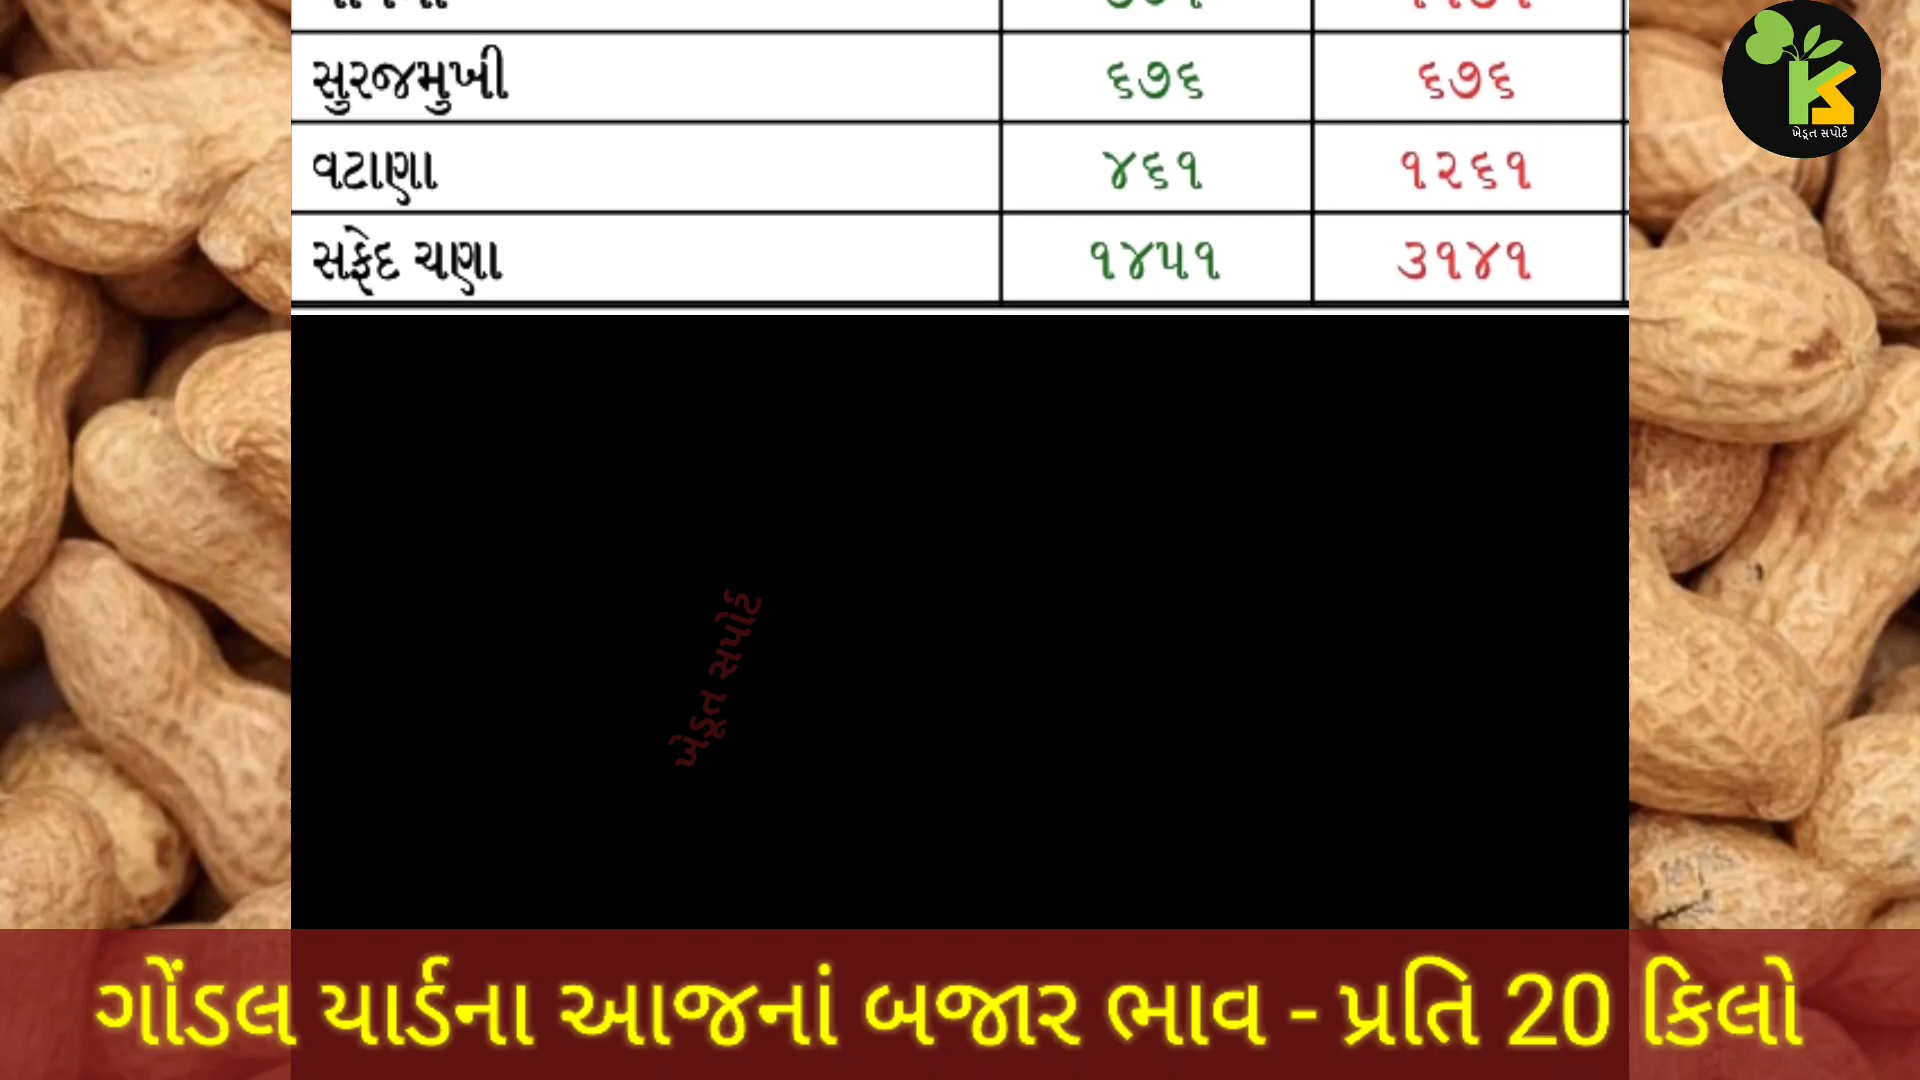 સુરજમુખી ૬૭૬ ૬૭૬
વટાણા ૪૬૧ ૧૨૬૧
સફેદ ચણા ૧૪૫૧ ૩૧૪૧
ખેડૂત સપોર્ટ
ખેડૂત સપોર્ટ
ગોંડલ યાર્ડના આજનાં બજાર ભાવ - પ્રતિ 20 કિલો